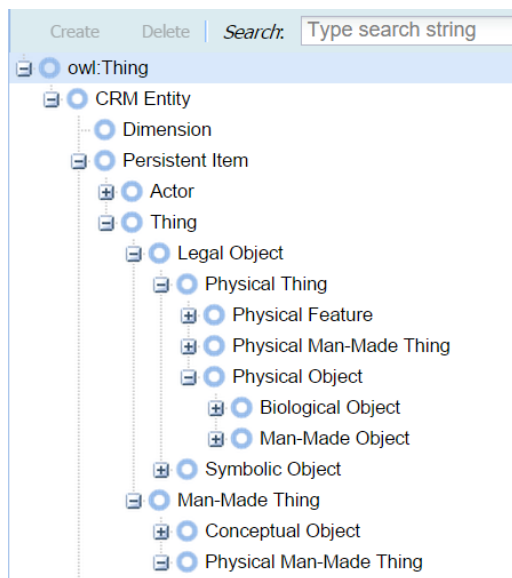 Create Delete Search: Type search string
owl:Thing
CRM Entity
Dimension
Persistent Item
Actor
Thing
Legal Object
Physical Thing
Physical Feature
Physical Man-Made Thing
Physical Object
Biological Object
Man-Made Object
Symbolic Object
Man-Made Thing
Conceptual Object
Physical Man-Made Thing